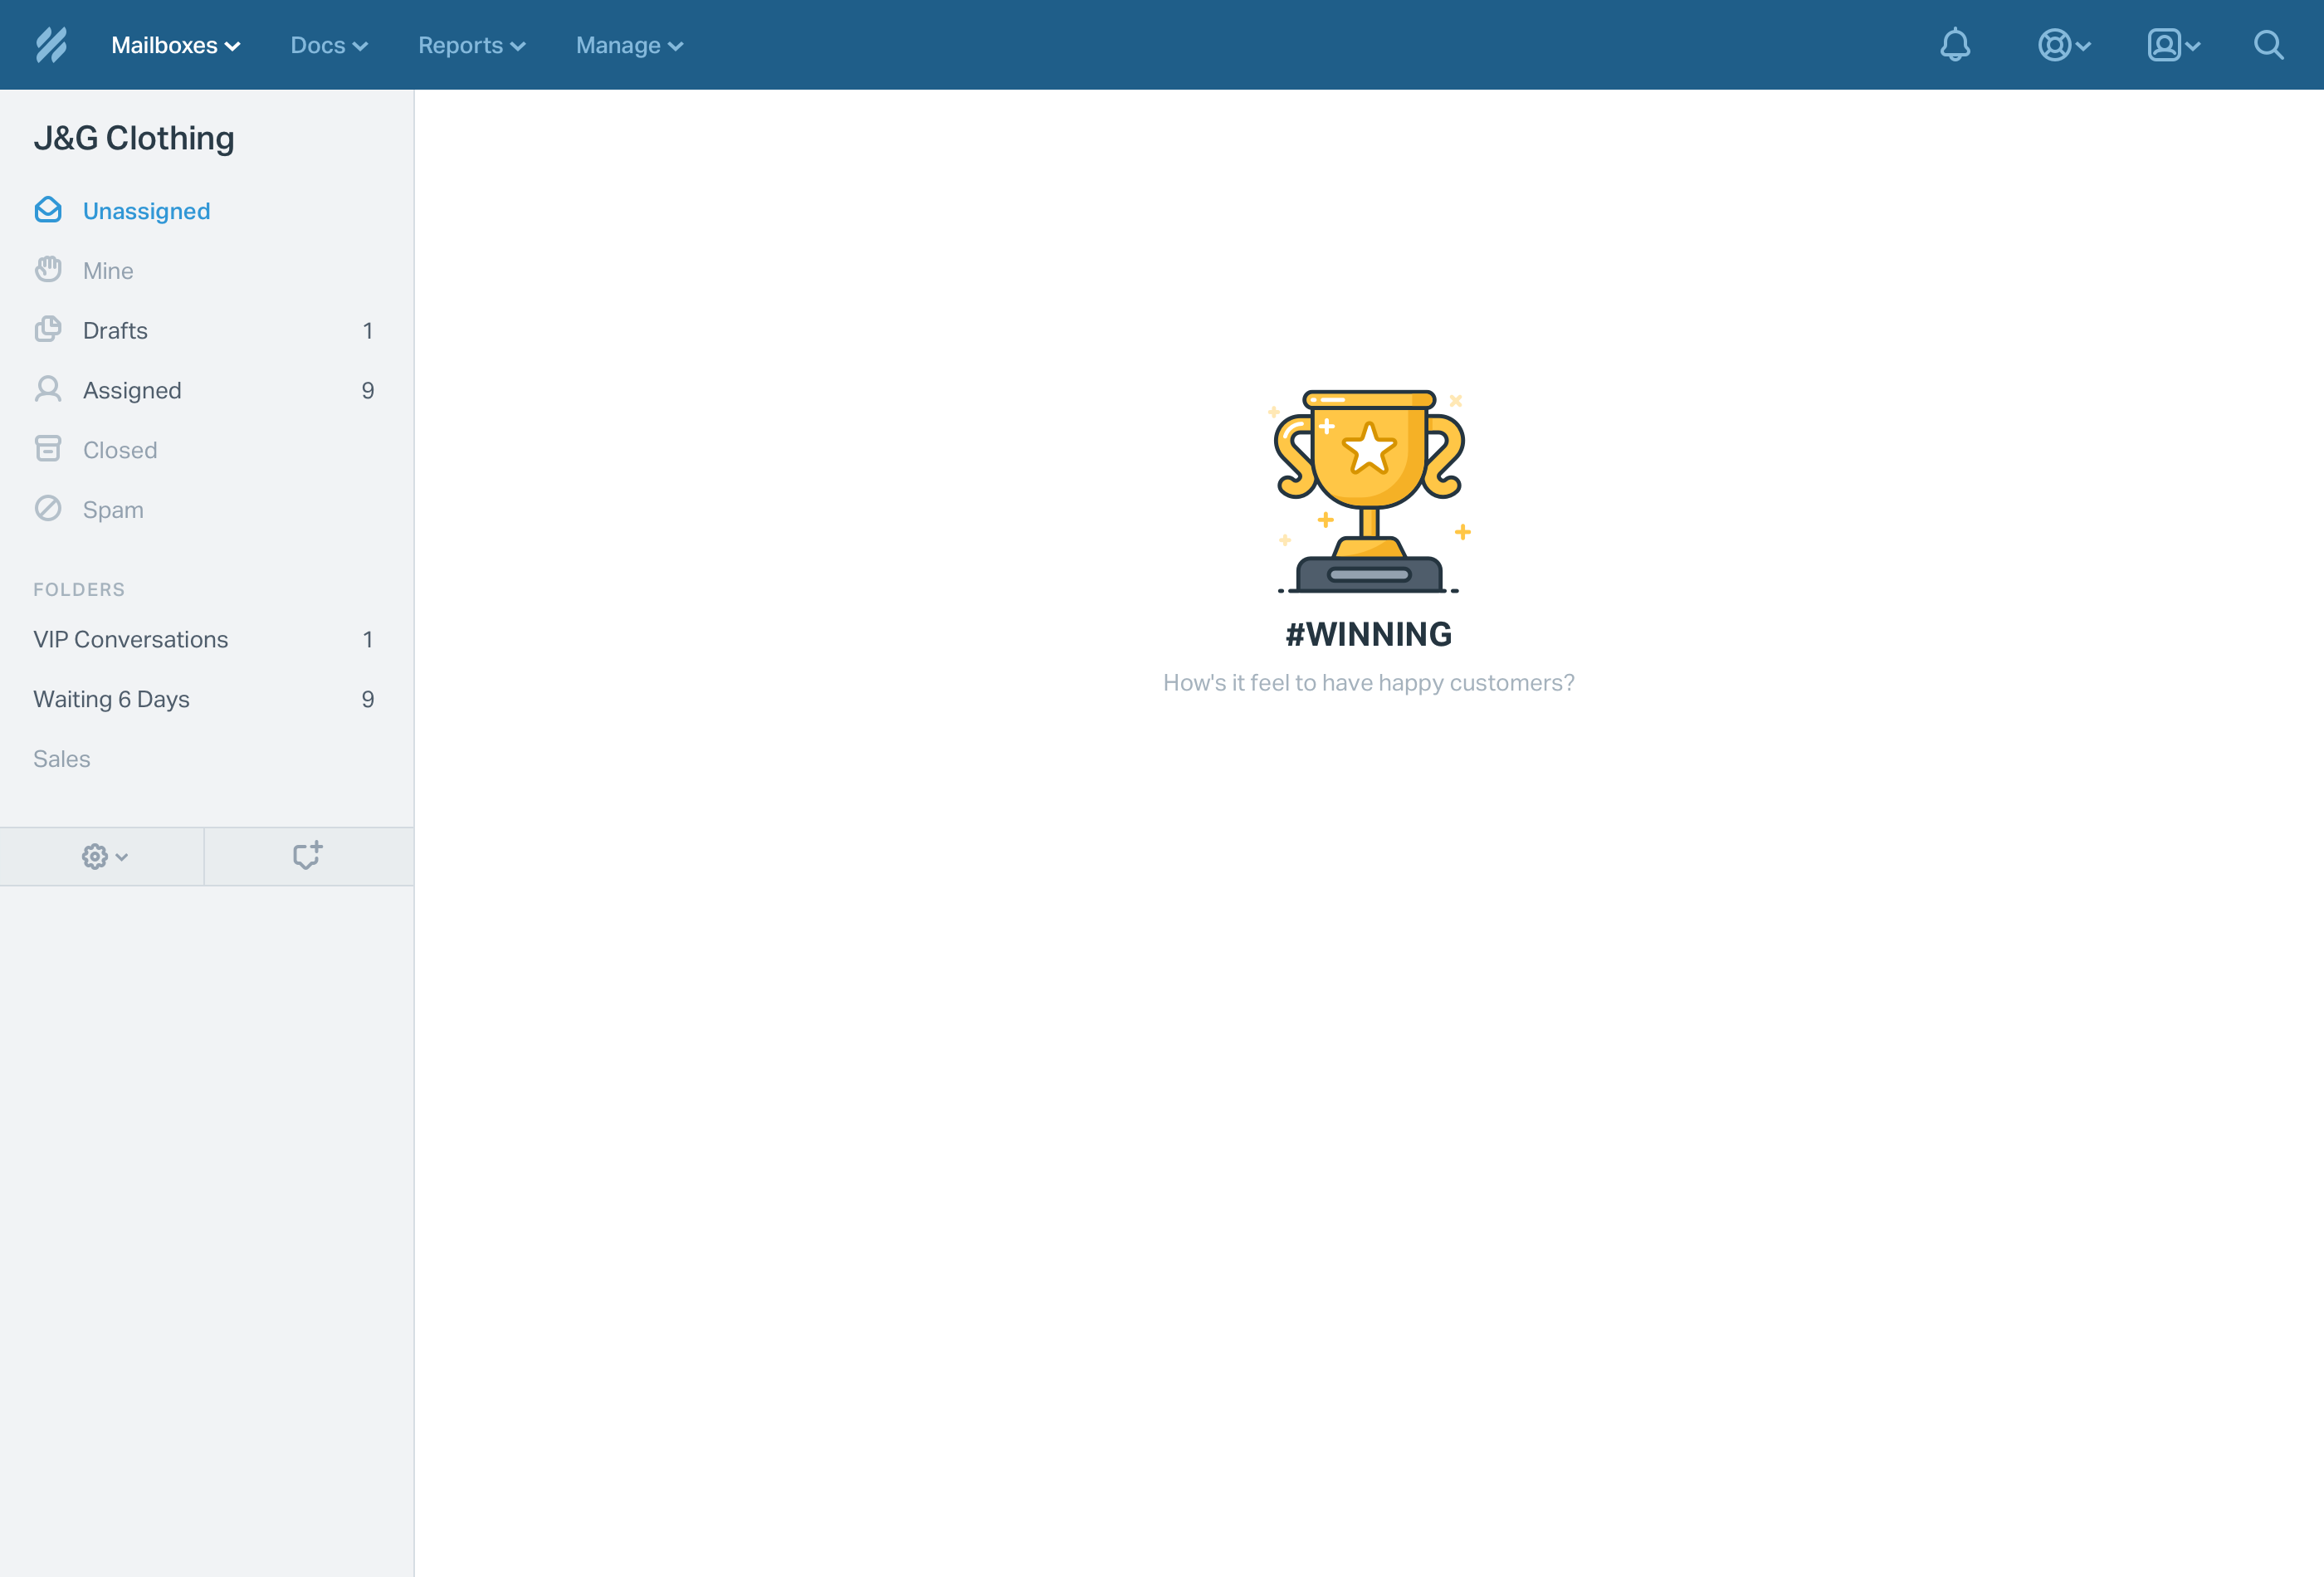 Mailboxes Docs Reports Manage
J&G Clothing
Unassigned
Mine
Drafts 1
Assigned 9
Closed
Spam
FOLDERS
VIP Conversations 1
Waiting 6 Days 9
Sales
#WINNING
How's it feel to have happy customers?